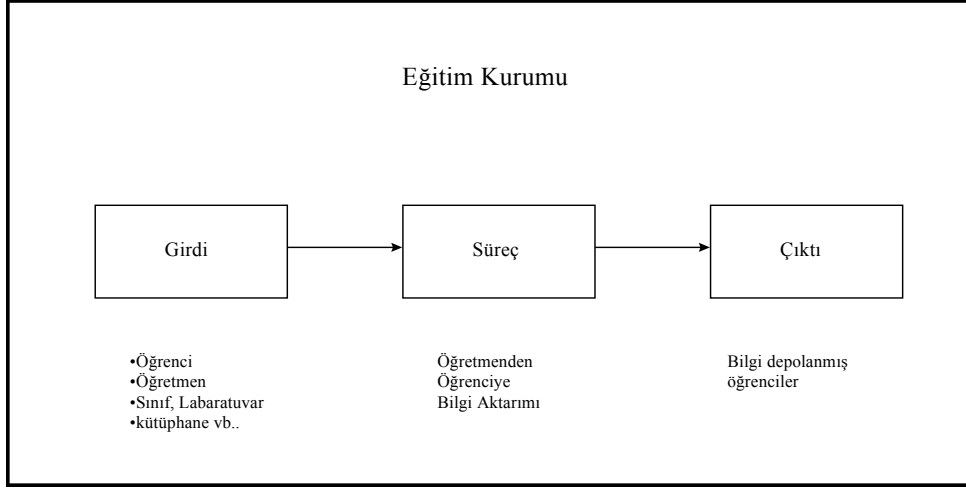 Eğitim Kurumu
Girdi
Süreç
Çıktı
•Öğrenci
•Öğretmen
•Sınıf, Labaratuvar
•kütüphane vb..
Öğretmenden
Öğrenciye
Bilgi Aktarımı
Bilgi depolanmış
öğrenciler